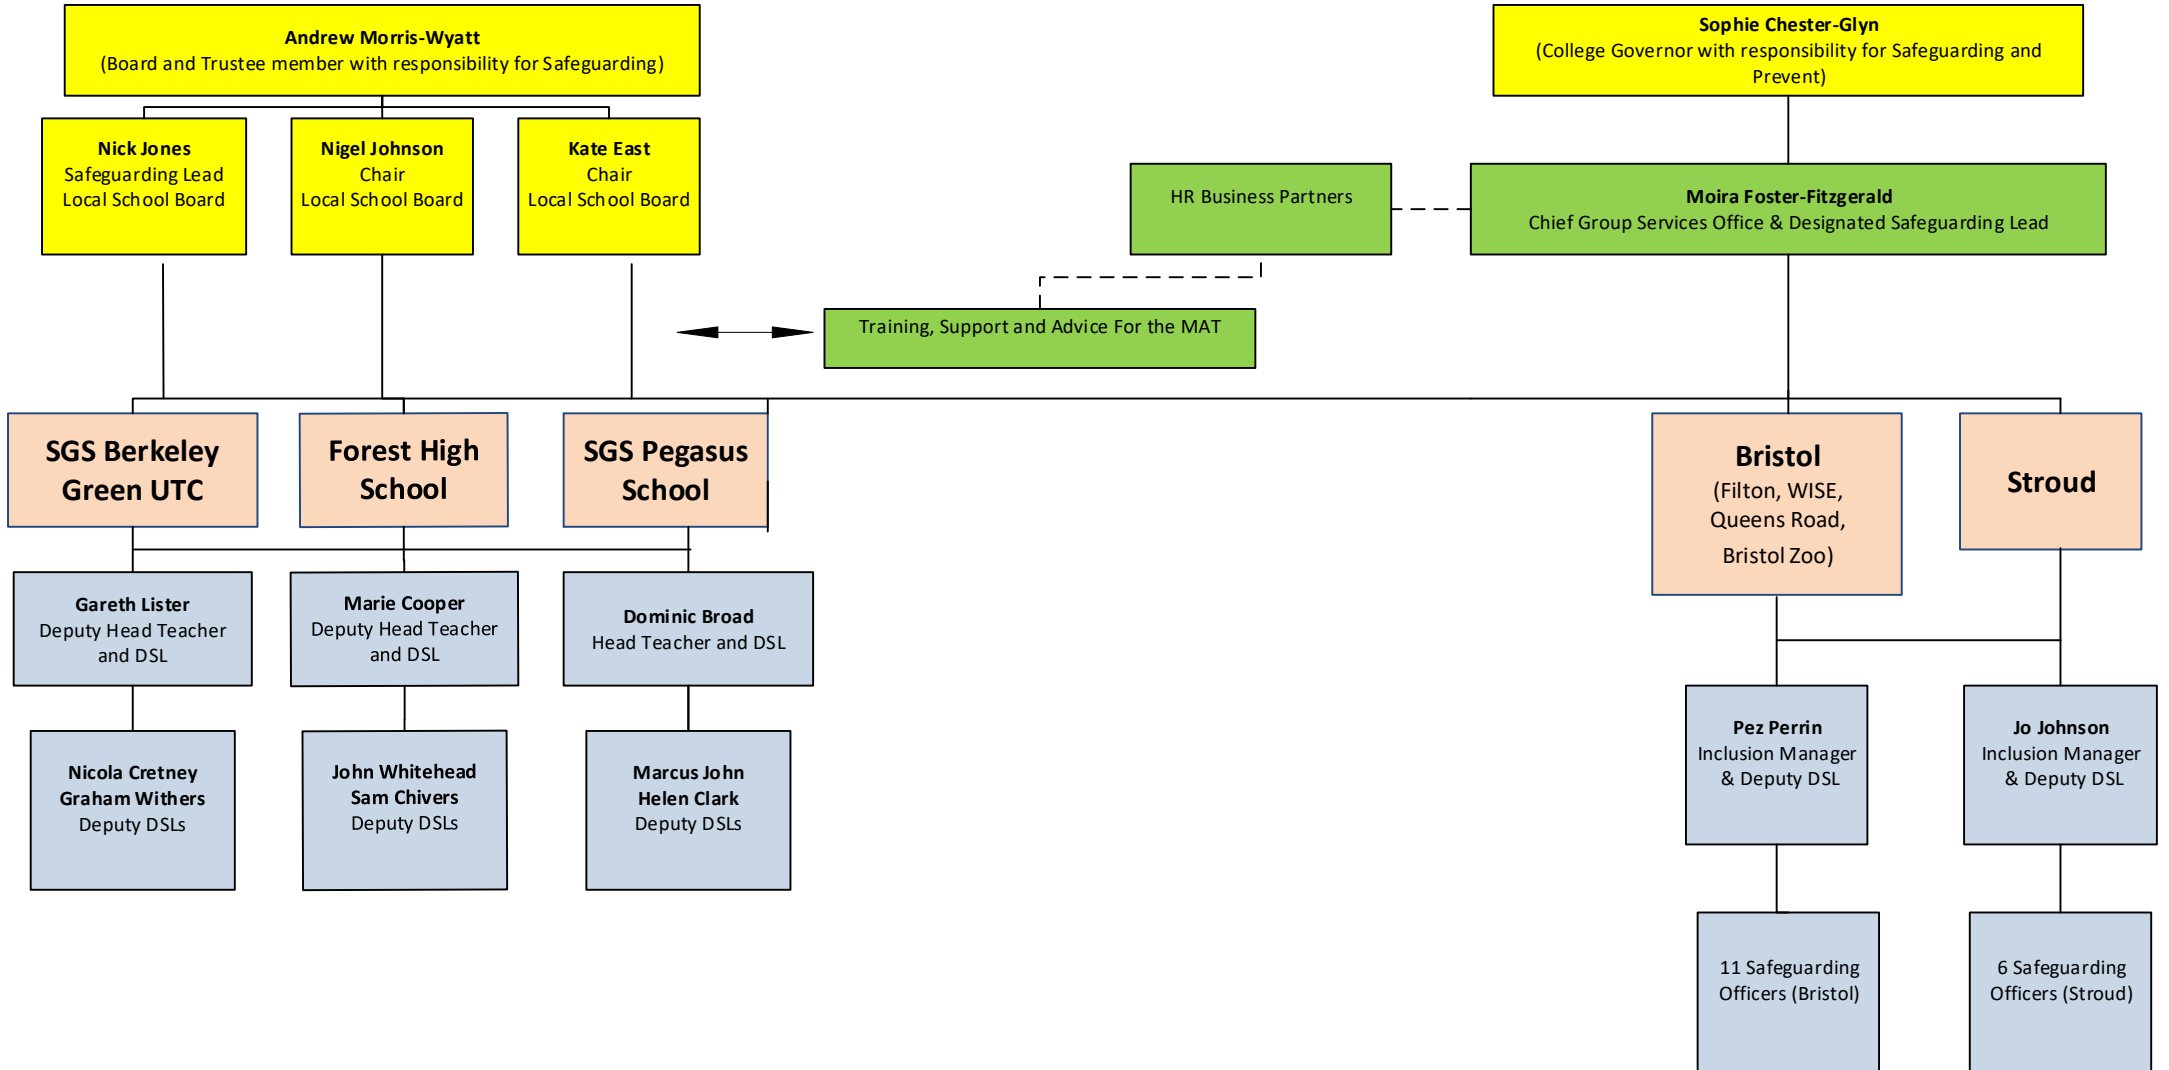 Andrew Morris-Wyatt
(Board and Trustee member with responsibility for Safeguarding)
Sophie Chester-Glyn
(College Governor with responsibility for Safeguarding and
Prevent)
Nick Jones
Safeguarding Lead
Local School Board
Nigel Johnson
Chair
Local School Board
Kate East
Chair
Local School Board
HR Business Partners
Moira Foster-Fitzgerald
Chief Group Services Office & Designated Safeguarding Lead
Training, Support and Advice For the MAT
SGS Berkeley
Green UTC
Forest High
School
SGS Pegasus
School
Bristol
(Filton, WISE,
Queens Road,
Bristol Zoo)
Stroud
Gareth Lister
Deputy Head Teacher
and DSL
Marie Cooper
Deputy Head Teacher
and DSL
Dominic Broad
Head Teacher and DSL
Pez Perrin
Inclusion Manager
& Deputy DSL
Jo Johnson
Inclusion Manager
& Deputy DSL
Nicola Cretney
Graham Withers
Deputy DSLs
John Whitehead
Sam Chivers
Deputy DSLs
Marcus John
Helen Clark
Deputy DSLs
11 Safeguarding
Officers (Bristol)
6 Safeguarding
Officers (Stroud)